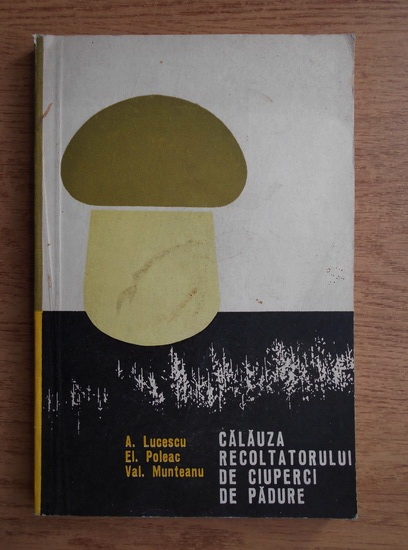 A. Lucescu
El. Poleac
Val. Munteanu
CĂLĂUZA
RECOLTATORULUI
DE CIUPERCI
DE PĂDURE